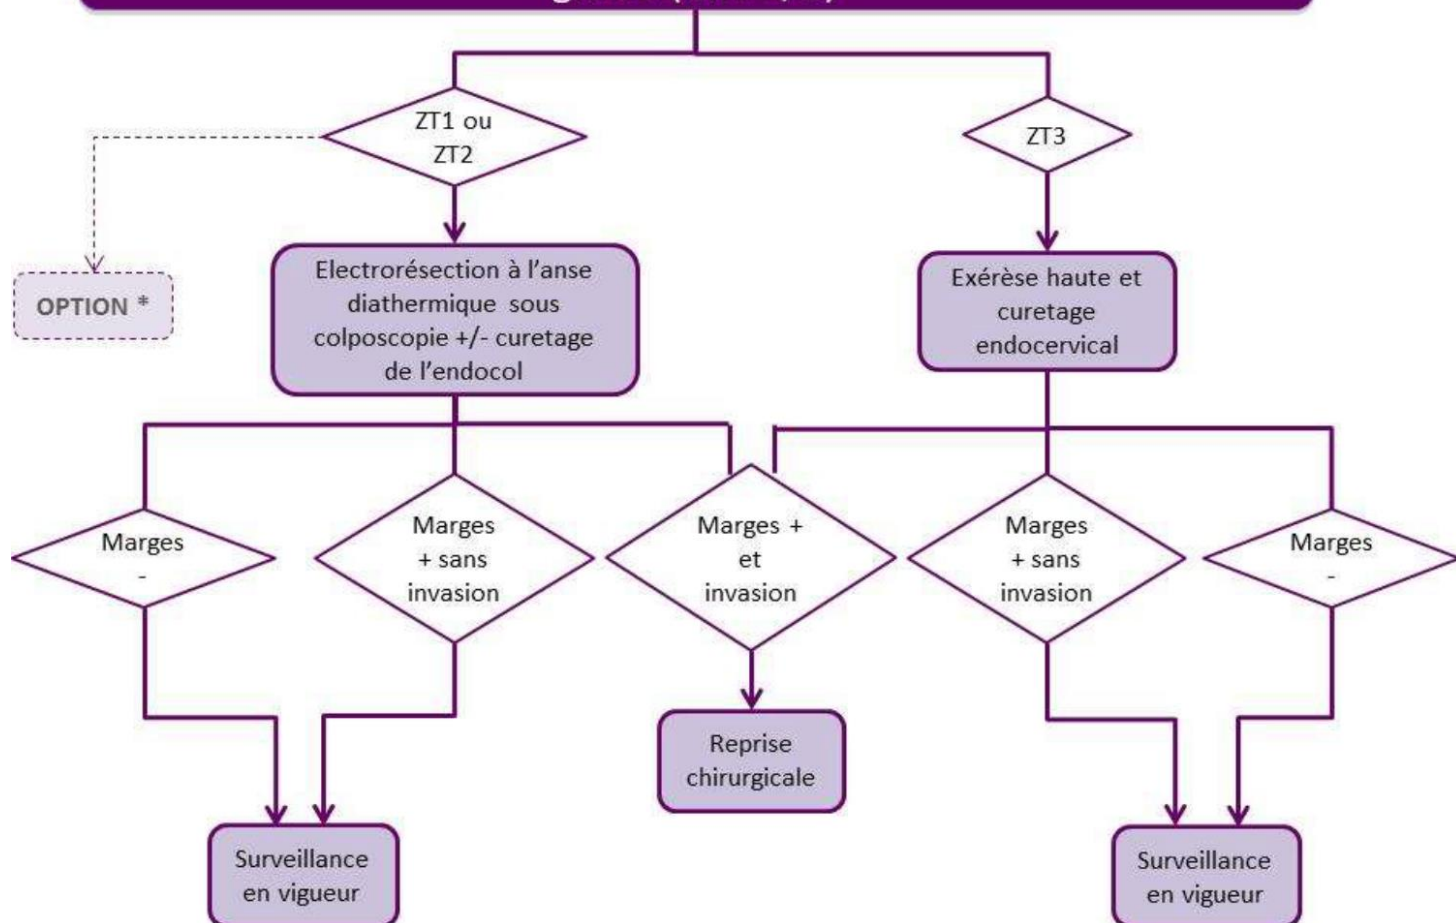 ZT1 ou
ZT2
ZT3
OPTION *
Electrorésection à l'anse
diathermique sous
colposcopie +/- curetage
de l'endocol
Exérèse haute et
curetage
endocervical
Marges
-
Marges
+ sans
invasion
Marges +
et
invasion
Marges
+ sans
invasion
Marges
-
Reprise
chirurgicale
Surveillance
en vigueur
Surveillance
en vigueur